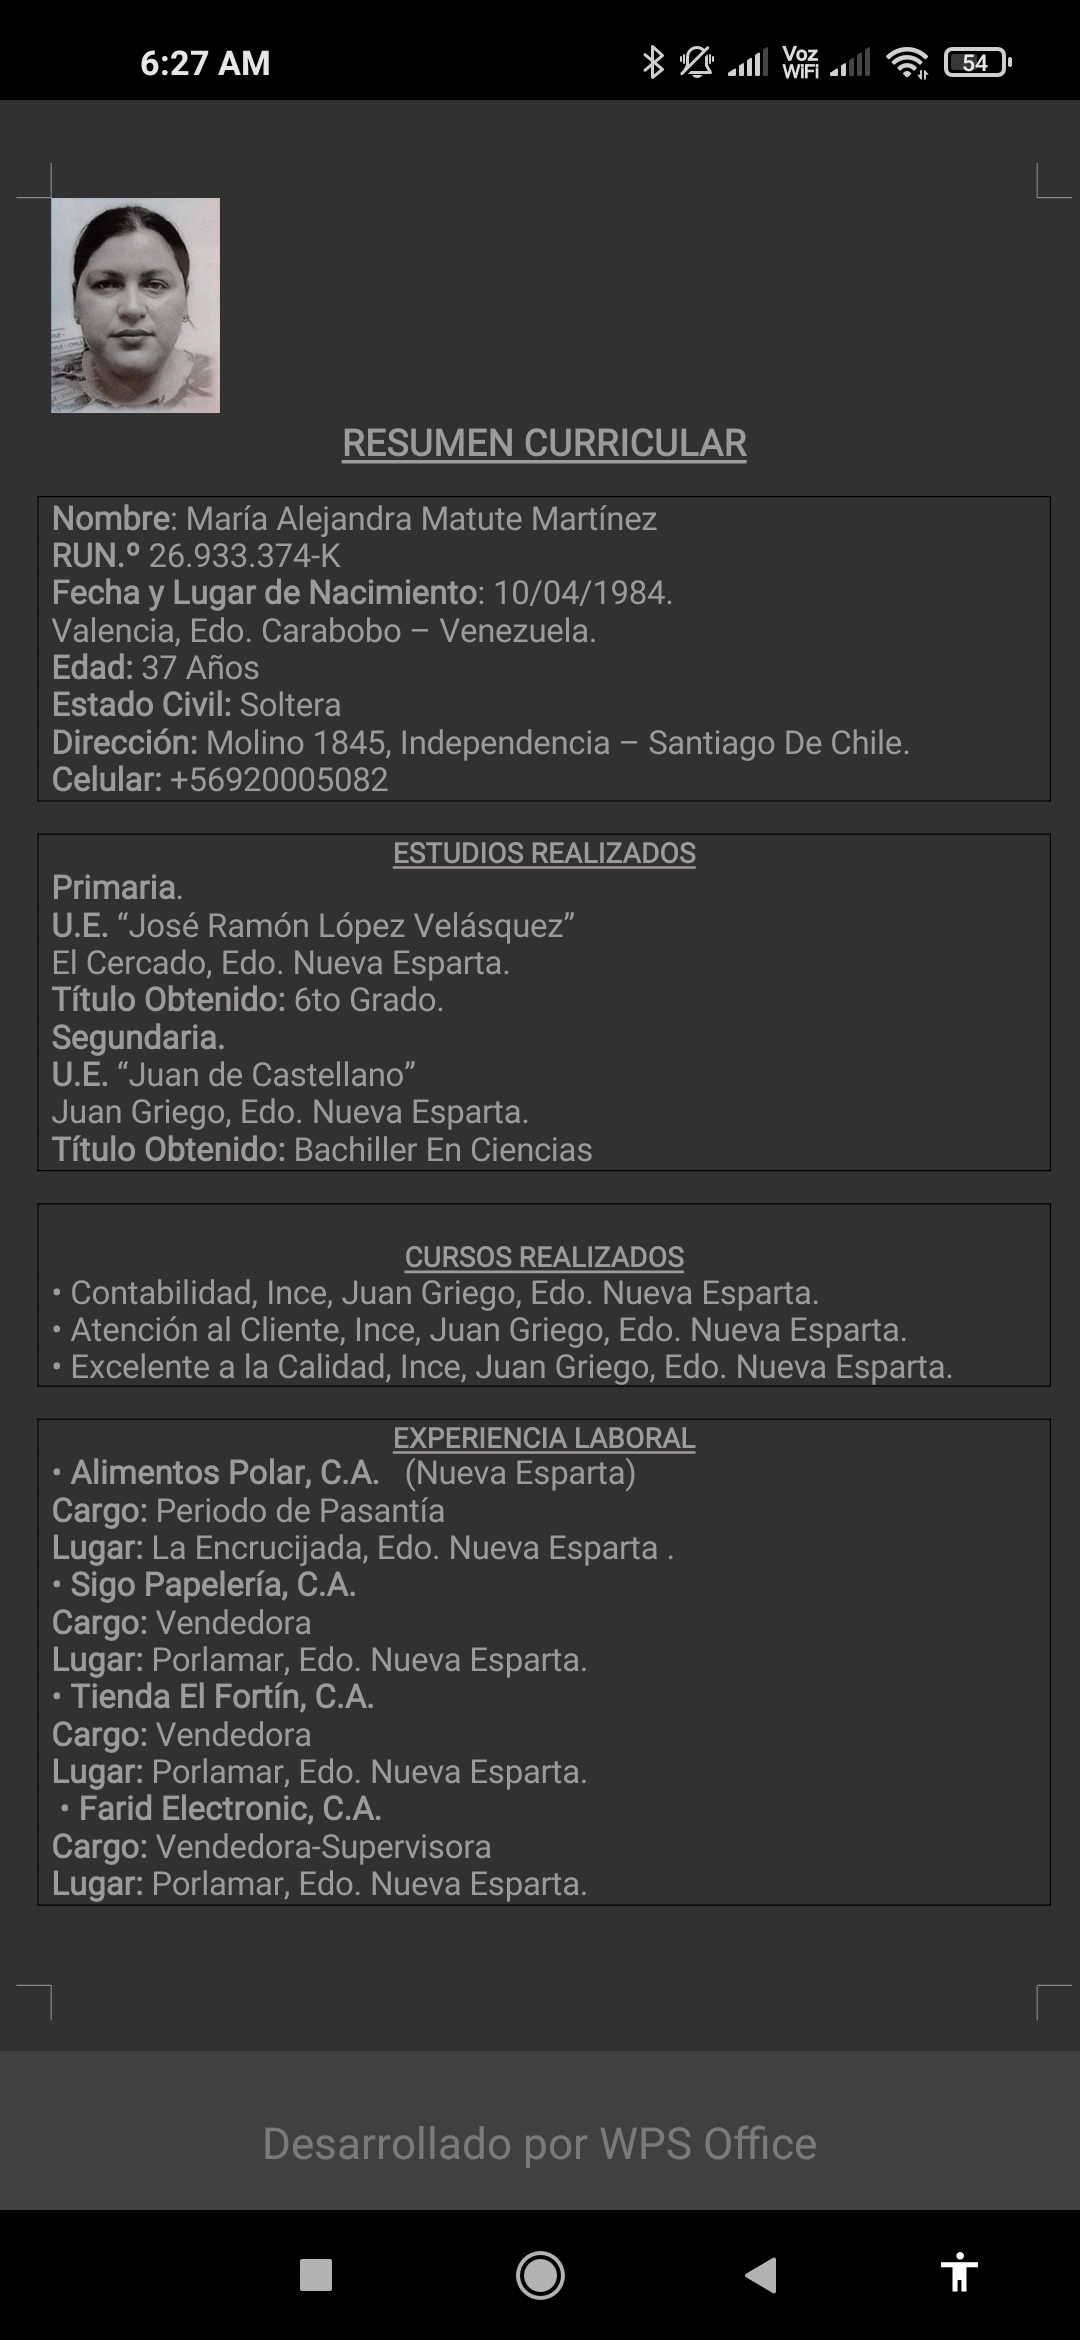 6:27 AM
Voz
WiFi
54
RESUMEN CURRICULAR
Nombre: María Alejandra Matute Martínez
RUN.º 26.933.374-K
Fecha y Lugar de Nacimiento: 10/04/1984.
Valencia, Edo. Carabobo – Venezuela.
Edad: 37 Años
Estado Civil: Soltera
Dirección: Molino 1845, Independencia – Santiago De Chile.
Celular: +56920005082
ESTUDIOS REALIZADOS
Primaria.
U.E. “José Ramón López Velásquez”
El Cercado, Edo. Nueva Esparta.
Título Obtenido: 6to Grado.
Segundaria.
U.E. “Juan de Castellano”
Juan Griego, Edo. Nueva Esparta.
Título Obtenido: Bachiller En Ciencias
CURSOS REALIZADOS
• Contabilidad, Ince, Juan Griego, Edo. Nueva Esparta.
• Atención al Cliente, Ince, Juan Griego, Edo. Nueva Esparta.
• Excelente a la Calidad, Ince, Juan Griego, Edo. Nueva Esparta.
EXPERIENCIA LABORAL
• Alimentos Polar, C.A. (Nueva Esparta)
Cargo: Periodo de Pasantía
Lugar: La Encrucijada, Edo. Nueva Esparta .
• Sigo Papelería, C.A.
Cargo: Vendedora
Lugar: Porlamar, Edo. Nueva Esparta.
• Tienda El Fortín, C.A.
Cargo: Vendedora
Lugar: Porlamar, Edo. Nueva Esparta.
• Farid Electronic, C.A.
Cargo: Vendedora-Supervisora
Lugar: Porlamar, Edo. Nueva Esparta.
Desarrollado por WPS Office